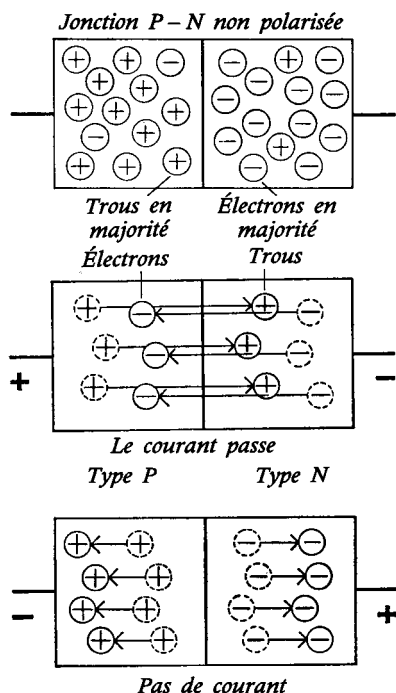 Jonction P – N non polarisée
Trous en majorité
Électrons en majorité
Électrons
Trous
+
−
Le courant passe
Type P
Type N
−
+
Pas de courant